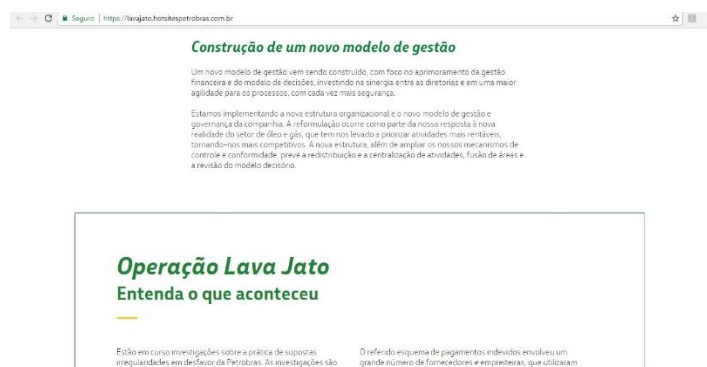 Seguro | https://lavajato.hotsitespetrobras.com.br
Construção de um novo modelo de gestão
Um novo modelo de gestão vem sendo construído, com foco no aprimoramento da gestão
financeira e do modelo de decisões, investindo na sinergia entre as diretorias e em uma maior
agilidade para os processos, com cada vez mais segurança.
Estamos implementando a nova estrutura organizacional e o novo modelo de gestão e
governança da companhia. A reformulação ocorre como parte da nossa resposta à nova
realidade do setor de óleo e gás, que tem nos levado a priorizar atividades mais rentáveis,
tornando-nos mais competitivos. A nova estrutura, além de ampliar os nossos mecanismos de
controle e conformidade, prevê a redistribuição e a centralização de atividades, fusão de áreas e
a revisão do modelo decisório.
Operação Lava Jato
Entenda o que aconteceu
Estão em curso investigações sobre a prática de supostas
irregularidades em desfavor da Petrobras. As investigações são
O referido esquema de pagamentos indevidos envolveu um
grande número de fornecedores e empreiteiras, que utilizaram